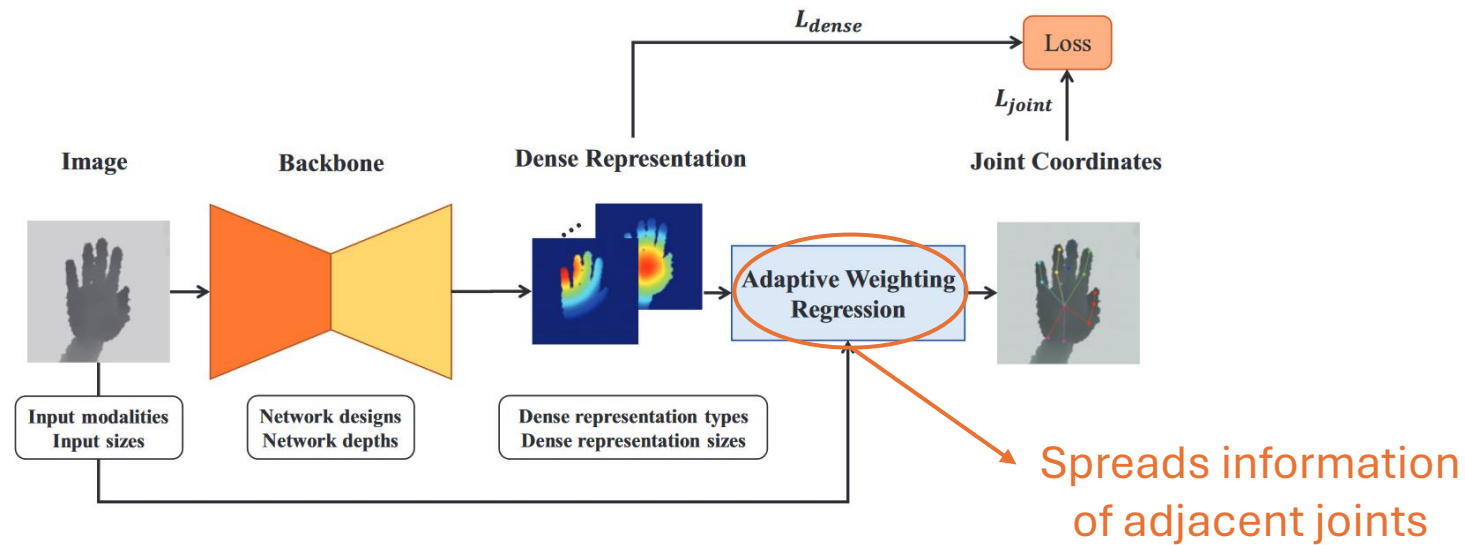 L_dense
Loss
L_joint
Image
Backbone
Dense Representation
Joint Coordinates
Adaptive Weighting
Regression
Input modalities
Input sizes
Network designs
Network depths
Dense representation types
Dense representation sizes
Spreads information
of adjacent joints